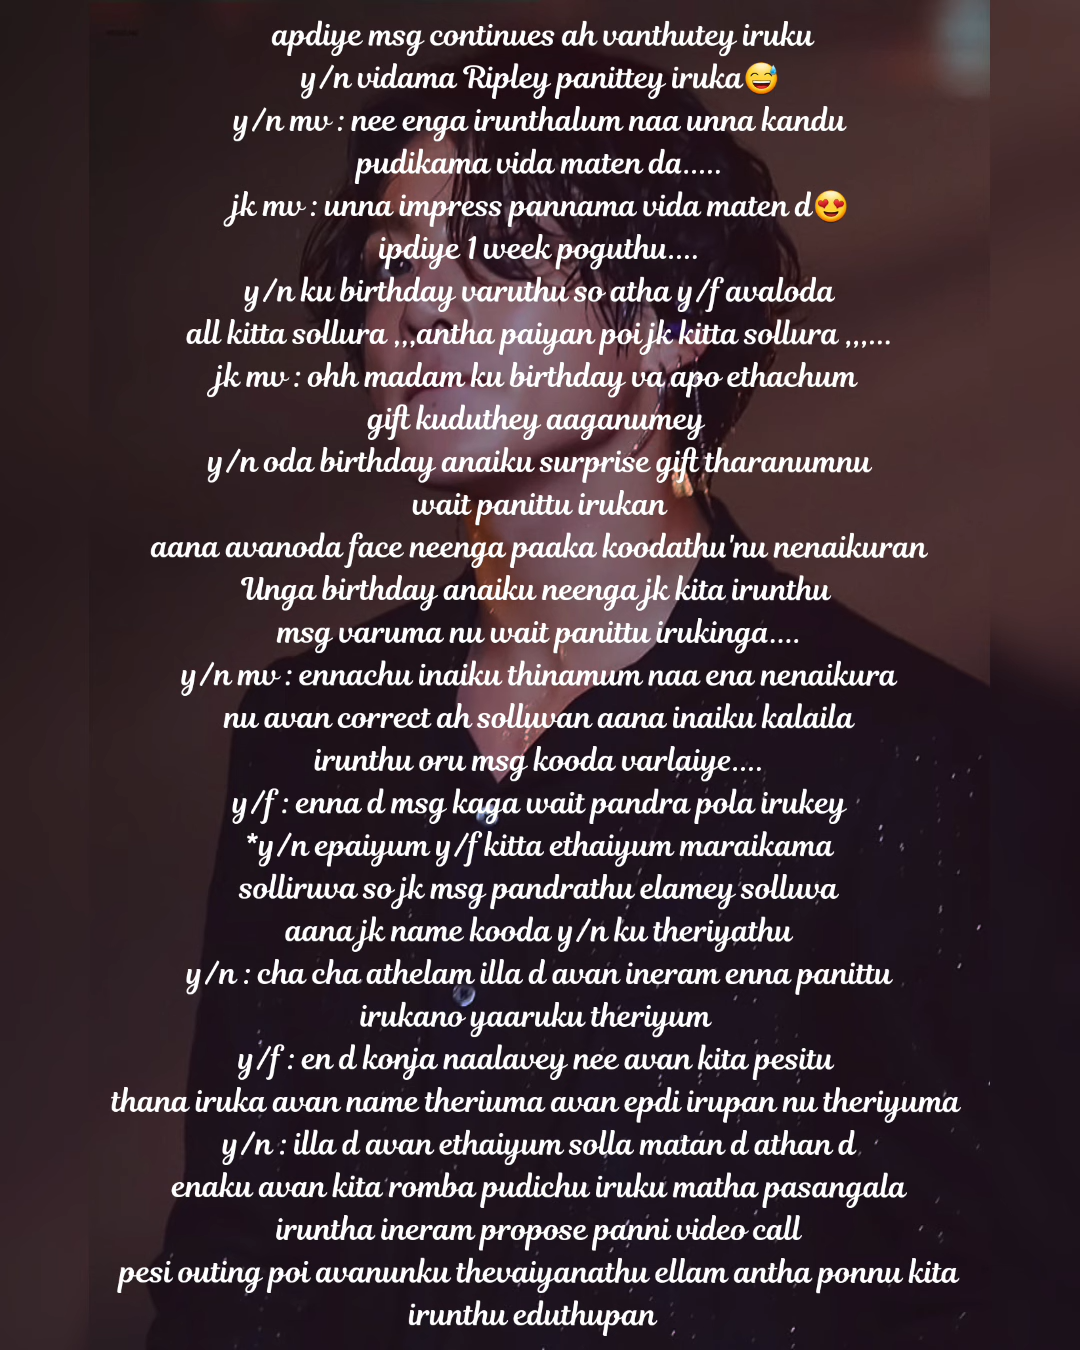 apdiye msg continues ah vanthutey iruku
y/n vidama Ripley panittey iruka😅
y/n mv : nee enga irunthalum naa unna kandu
pudikama vida maten da.....
jk mv : unna impress pannama vida maten d😍
ipdiye 1 week poguthu....
y/n ku birthday varuthu so atha y/f avaloda
all kitta sollura ,,,antha paiyan poi jk kitta sollura ,,,...
jk mv : ohh madam ku birthday va apo ethachum
gift kuduthey aaganumey
y/n oda birthday anaiku surprise gift tharanumnu
wait panittu irukan
aana avanoda face neenga paaka koodathu'nu nenaikuran
Unga birthday anaiku neenga jk kita irunthu
msg varuma nu wait panittu irukinga....
y/n mv : ennachu inaiku thinamum naa ena nenaikura
nu avan correct ah solluvan aana inaiku kalaila
irunthu oru msg kooda varlaiye....
y/f : enna d msg kaga wait pandra pola irukey
*y/n epaiyum y/f kitta ethaiyum maraikama
solliruva so jk msg pandrathu elamey solluva
aana jk name kooda y/n ku theriyathu
y/n : cha cha athelam illa d avan ineram enna panittu
irukano yaaruku theriyum
y/f : en d konja naalavey nee avan kita pesitu
thana iruka avan name theriuma avan epdi irupan nu theriyuma
y/n : illa d avan ethaiyum solla matan d athan d
enaku avan kita romba pudichu iruku matha pasangala
iruntha ineram propose panni video call
pesi outing poi avanunku thevaiyanathu ellam antha ponnu kita
irunthu eduthupan